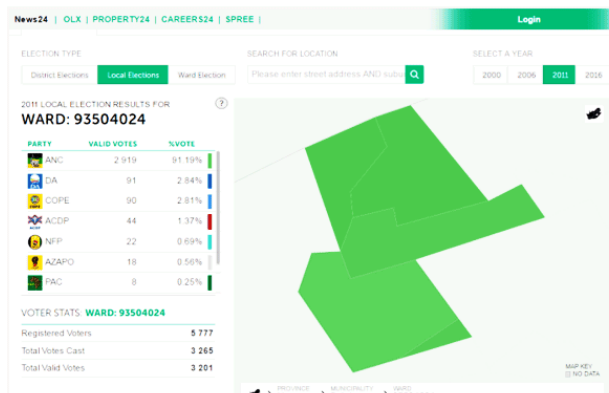 News24 | OLX | PROPERTY24 | CAREERS24 | SPREE |
Login
ELECTION TYPE
SEARCH FOR LOCATION
SELECT A YEAR
District Elections
Local Elections
Ward Election
Please enter street address AND subu
2000
2006
2011
2016
2011 LOCAL ELECTION RESULTS FOR
?
WARD: 93504024
PARTY VALID VOTES %VOTE
ANC 2 919 91.19%
DA 91 2.84%
COPE 90 2.81%
ACDP 44 1.37%
NFP 22 0.69%
AZAPO 18 0.56%
PAC 8 0.25%
VOTER STATS: WARD: 93504024
Registered Voters 5 777
Total Votes Cast 3 265
Total Valid Votes 3 201
MAP KEY
NO DATA
PROVINCE
MUNICIPALITY
WARD